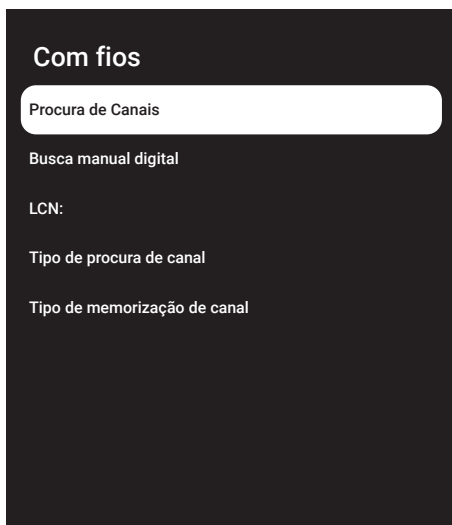 Com fios
Procura de Canais
Busca manual digital
LCN:
Tipo de procura de canal
Tipo de memorização de canal